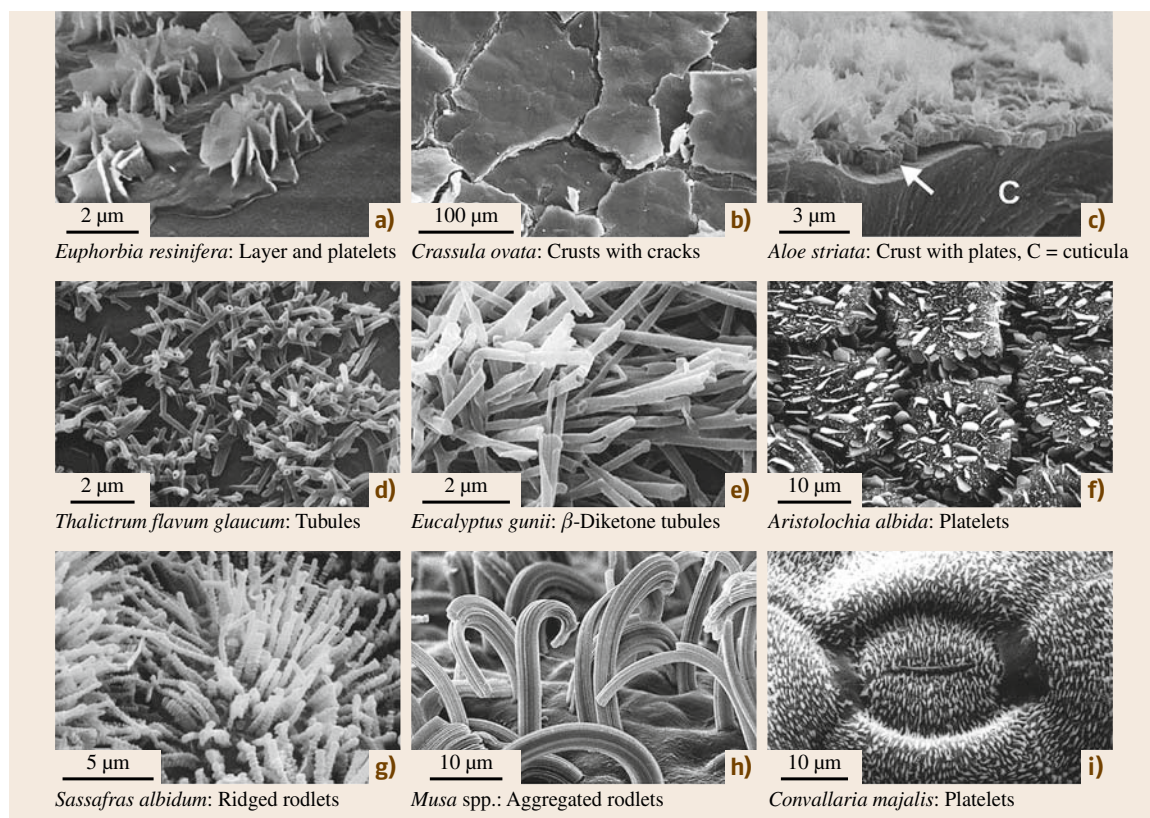 2 µm
a)
100 µm
b)
C
3 µm
c)
Euphorbia resinifera: Layer and platelets
Crassula ovata: Crusts with cracks
Aloe striata: Crust with plates, C = cuticula
2 µm
d)
2 µm
e)
10 µm
f)
Thalictrum flavum glaucum: Tubules
Eucalyptus gunii: β-Diketone tubules
Aristolochia albida: Platelets
5 µm
g)
10 µm
h)
10 µm
i)
Sassafras albidum: Ridged rodlets
Musa spp.: Aggregated rodlets
Convallaria majalis: Platelets